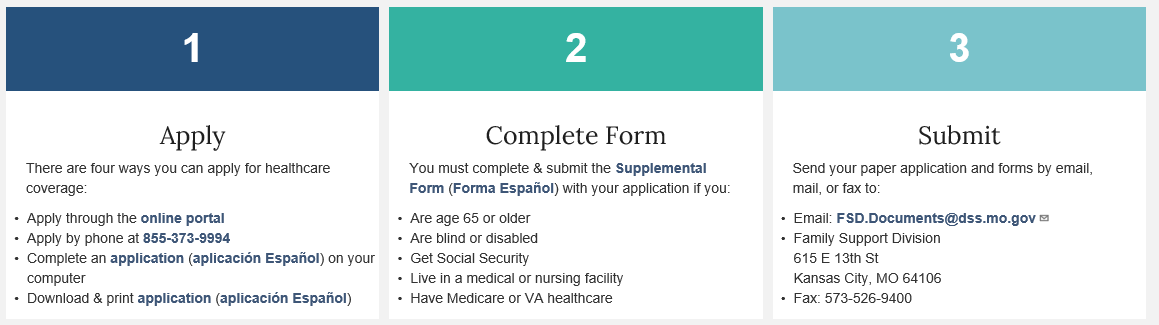 1
Apply
There are four ways you can apply for healthcare
coverage:
• Apply through the online portal
• Apply by phone at 855-373-9994
• Complete an application (aplicación Español) on your
computer
• Download & print application (aplicación Español)
2
Complete Form
You must complete & submit the Supplemental
Form (Forma Español) with your application if you:
• Are age 65 or older
• Are blind or disabled
• Get Social Security
• Live in a medical or nursing facility
• Have Medicare or VA healthcare
3
Submit
Send your paper application and forms by email,
mail, or fax to:
• Email: FSD.Documents@dss.mo.gov
• Family Support Division
615 E 13th St
Kansas City, MO 64106
• Fax: 573-526-9400